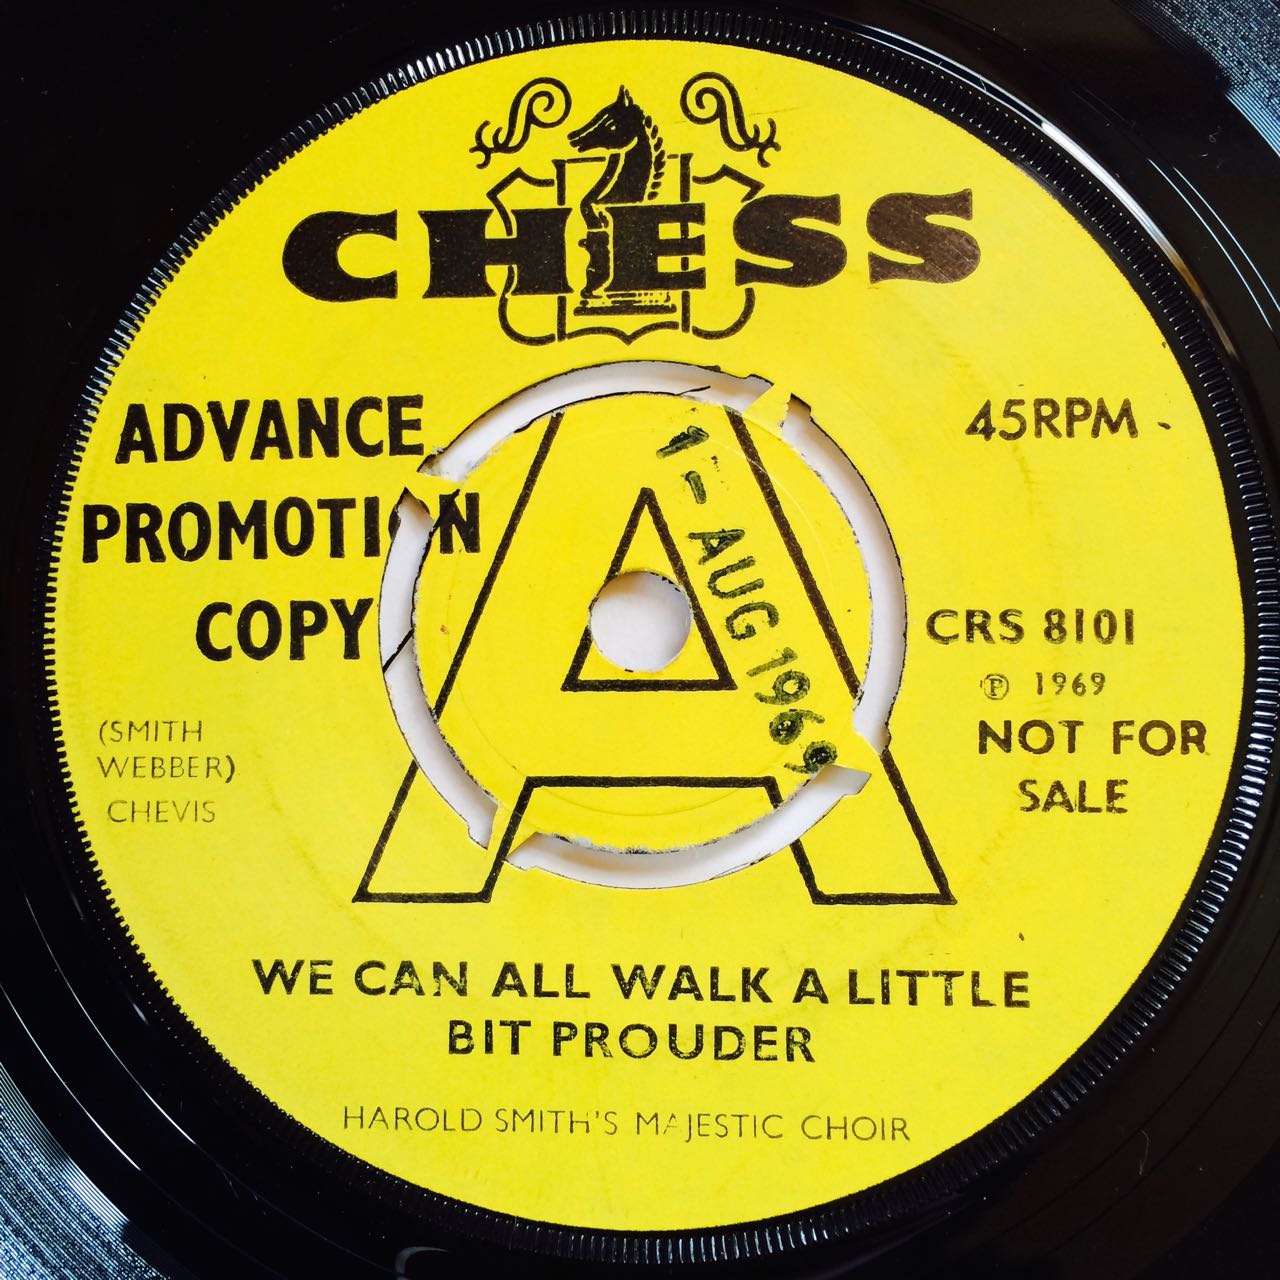 CHESS
ADVANCE
PROMOTION
COPY
A
1 - AUG 1969
45RPM
CRS 8101
℗ 1969
NOT FOR
SALE
(SMITH
WEBBER)
CHEVIS
WE CAN ALL WALK A LITTLE
BIT PROUDER
HAROLD SMITH'S MAJESTIC CHOIR